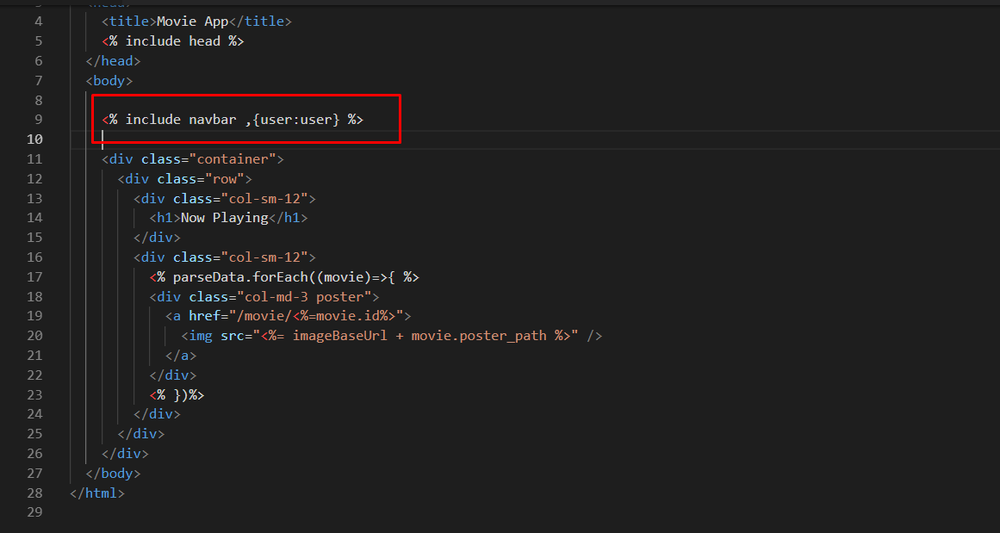 <head>
4 <title>Movie App</title>
5 <% include head %>
6 </head>
7 <body>
8
9 <% include navbar ,{user:user} %>
10
11 <div class="container">
12 <div class="row">
13 <div class="col-sm-12">
14 <h1>Now Playing</h1>
15 </div>
16 <div class="col-sm-12">
17 <% parseData.forEach((movie)=>{ %>
18 <div class="col-md-3 poster">
19 <a href="/movie/<%=movie.id%>">
20 <img src="<%= imageBaseUrl + movie.poster_path %>" />
21 </a>
22 </div>
23 <% })%>
24 </div>
25 </div>
26 </div>
27 </body>
28 </html>
29